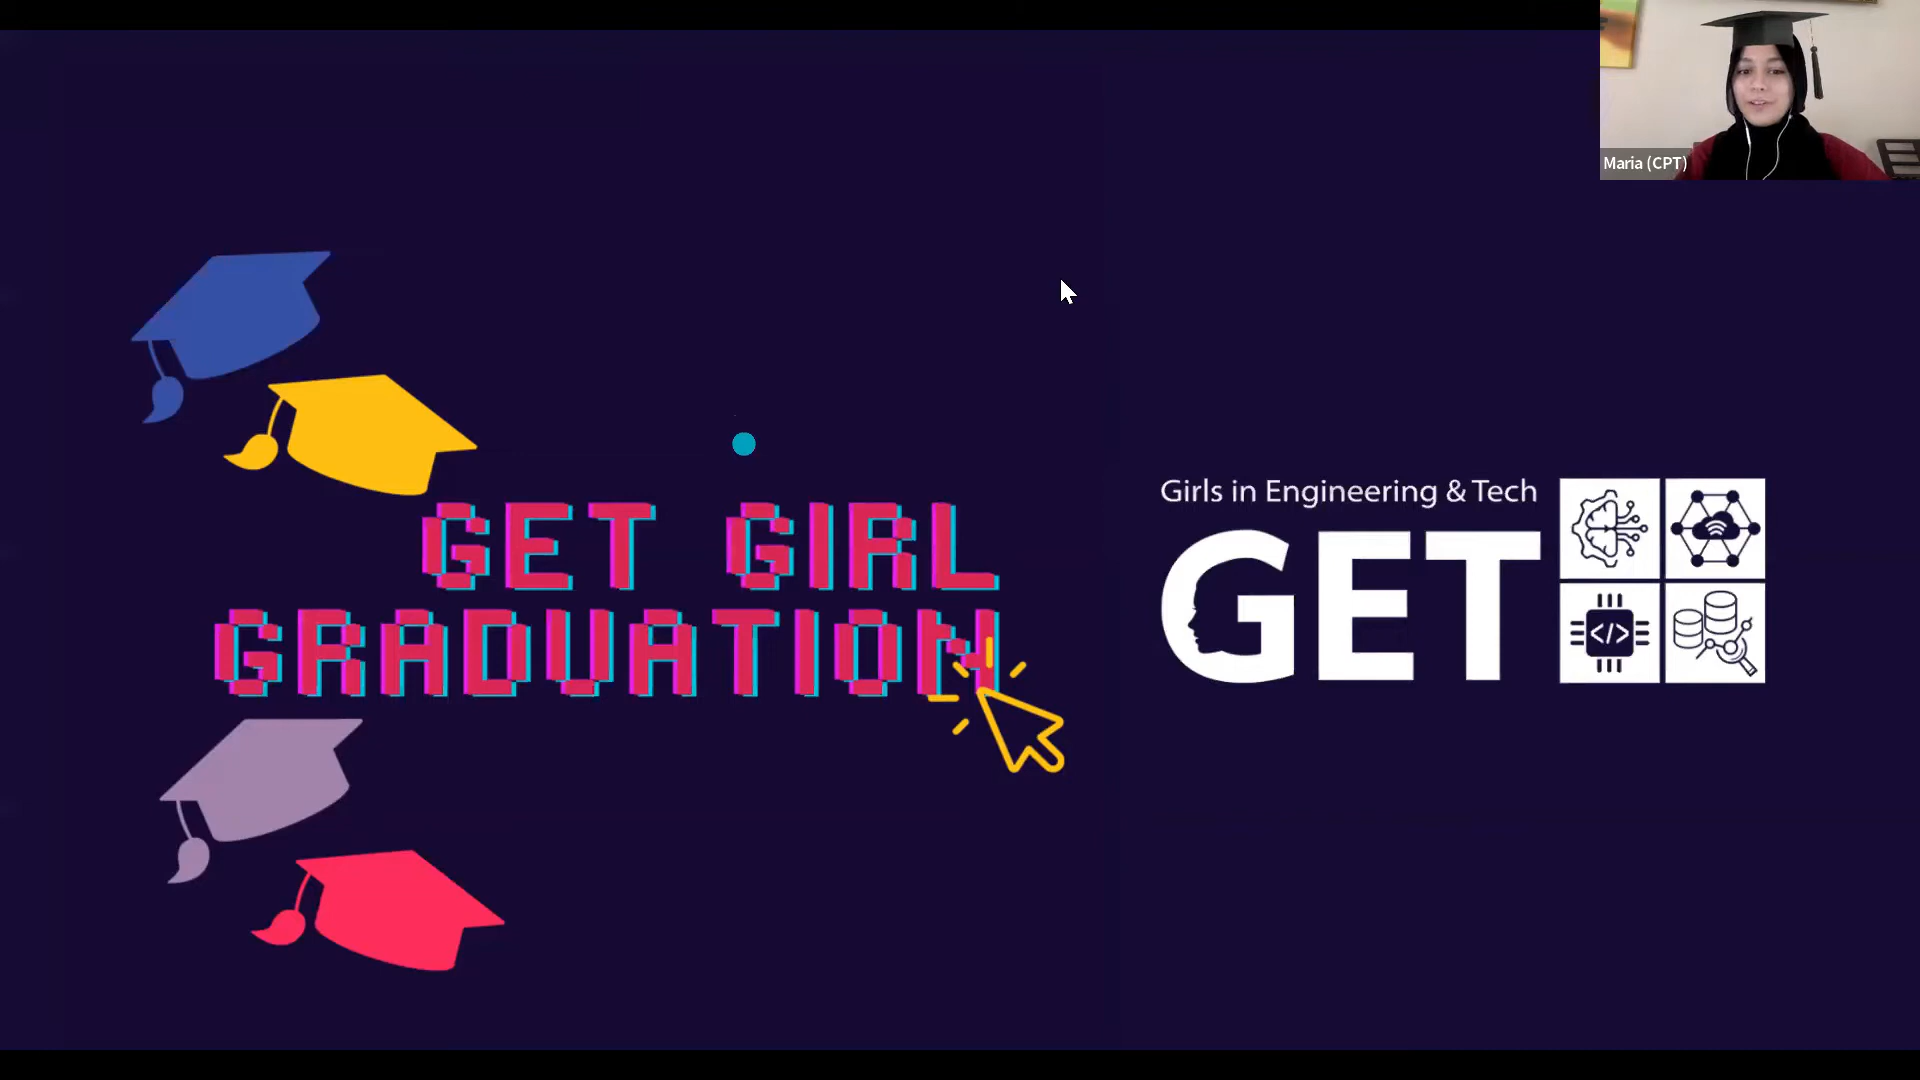 Maria (CPT)
GET GIRL
GRADUATION
Girls in Engineering & Tech
GET
</>